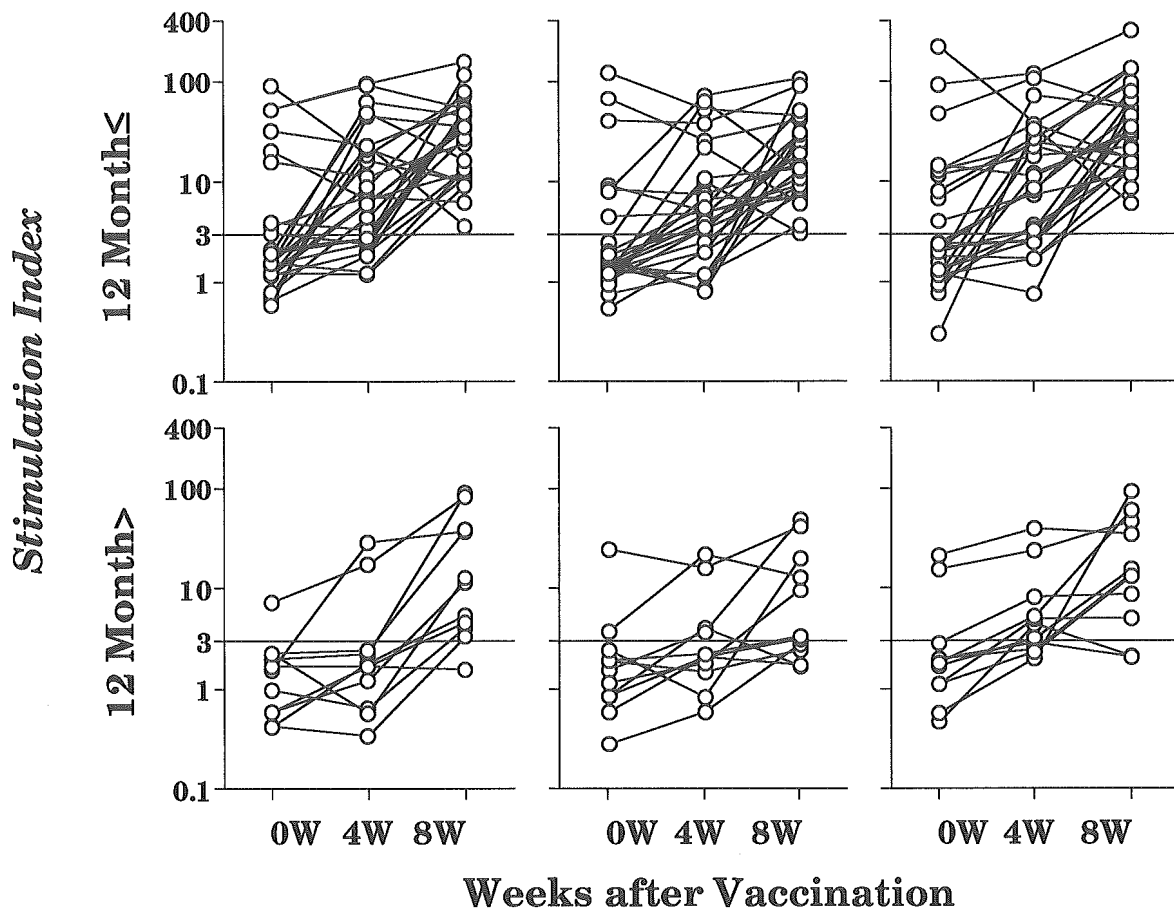 Stimulation Index
12 Month≤
400
100
10
3
1
0.1
12 Month>
400
100
10
3
1
0.1
0W 4W 8W 0W 4W 8W 0W 4W 8W
Weeks after Vaccination